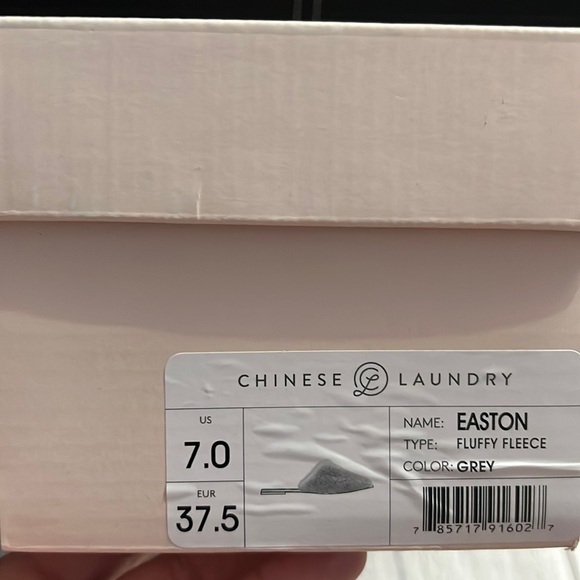 CHINESE CL LAUNDRY
US
7.0
EUR
37.5
NAME: EASTON
TYPE: FLUFFY FLEECE
COLOR: GREY
7 85717 91602 7